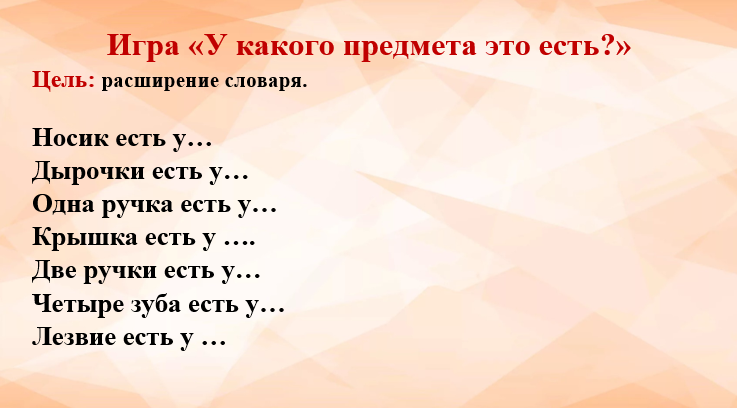 Игра «У какого предмета это есть?»
Цель: расширение словаря.
Носик есть у…
Дырочки есть у…
Одна ручка есть у…
Крышка есть у ….
Две ручки есть у…
Четыре зуба есть у…
Лезвие есть у …